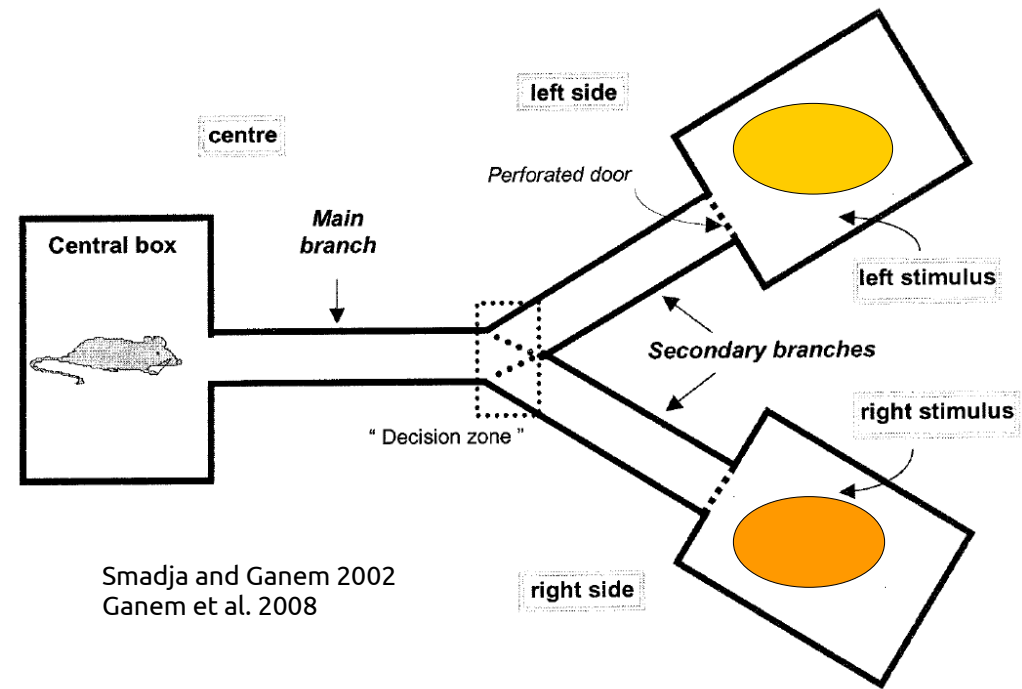 left side
centre
Perforated door
Main
branch
Central box
left stimulus
Secondary branches
right stimulus
“ Decision zone ”
Smadja and Ganem 2002
Ganem et al. 2008
right side